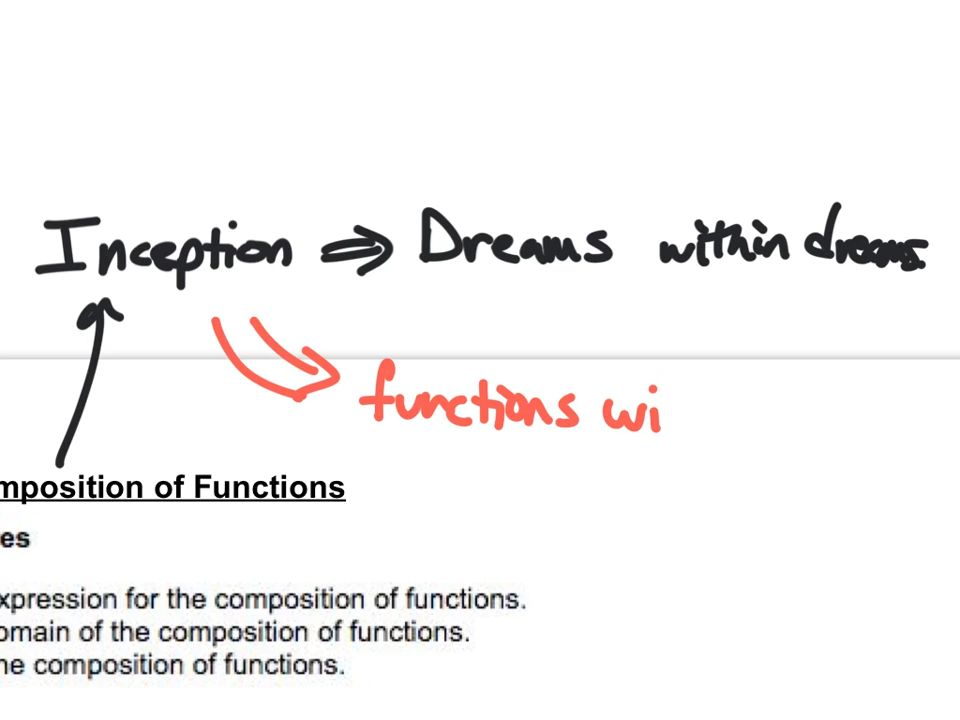 Inception ⇒ Dreams within dreams.
functions wi
mposition of Functions
es
xpression for the composition of functions.
omain of the composition of functions.
ne composition of functions.